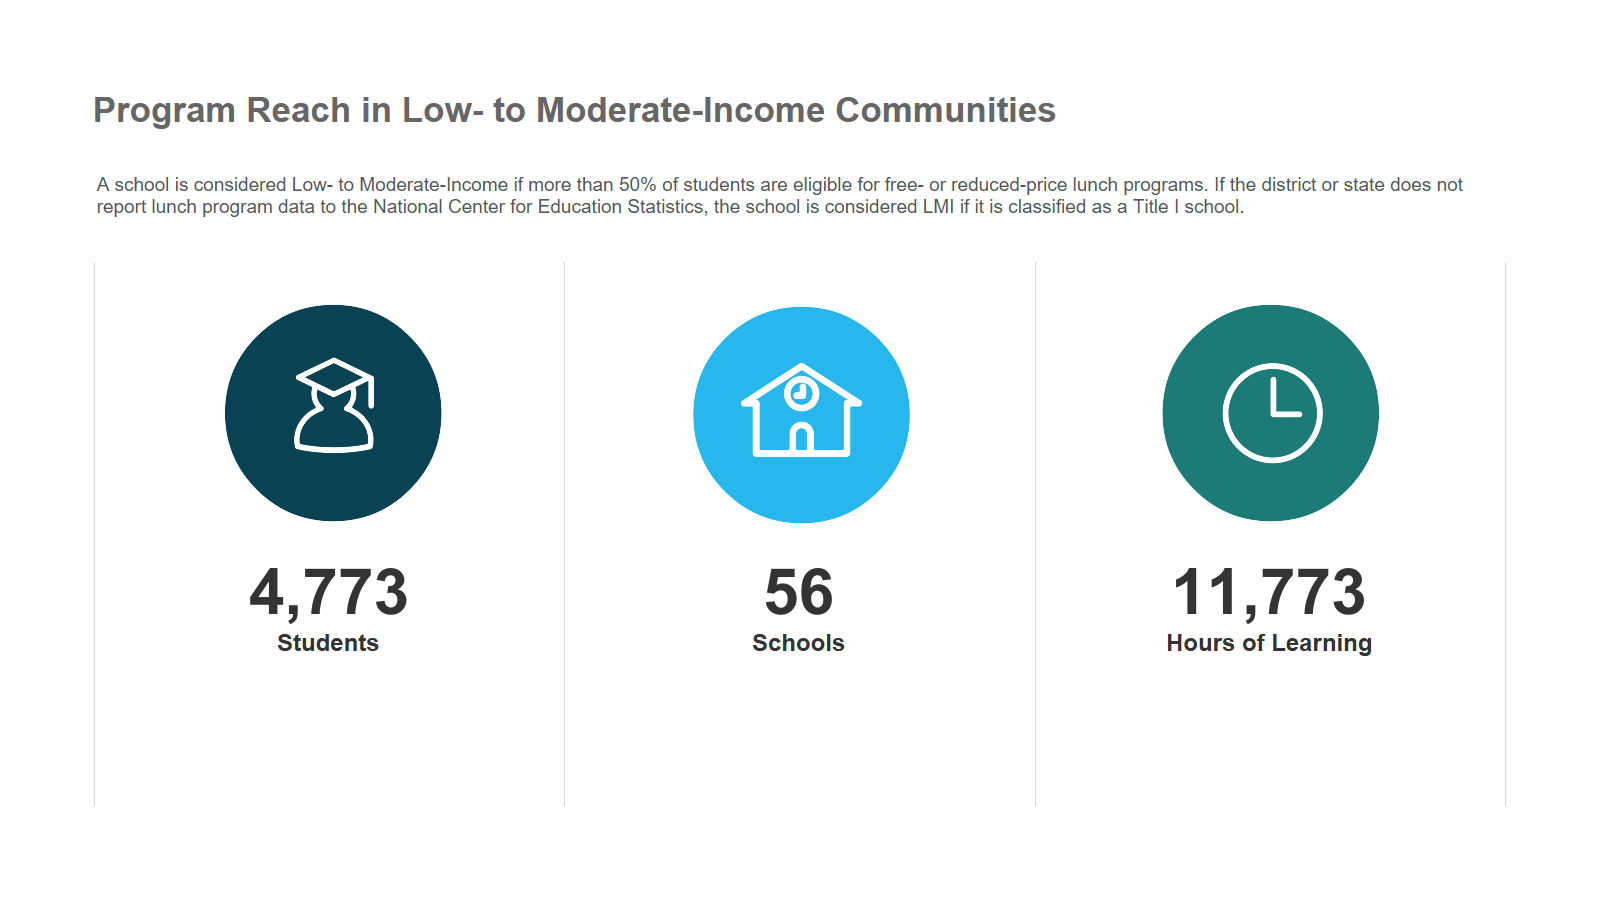 Program Reach in Low- to Moderate-Income Communities
A school is considered Low- to Moderate-Income if more than 50% of students are eligible for free- or reduced-price lunch programs. If the district or state does not
report lunch program data to the National Center for Education Statistics, the school is considered LMI if it is classified as a Title I school.
4,773
Students
56
Schools
11,773
Hours of Learning